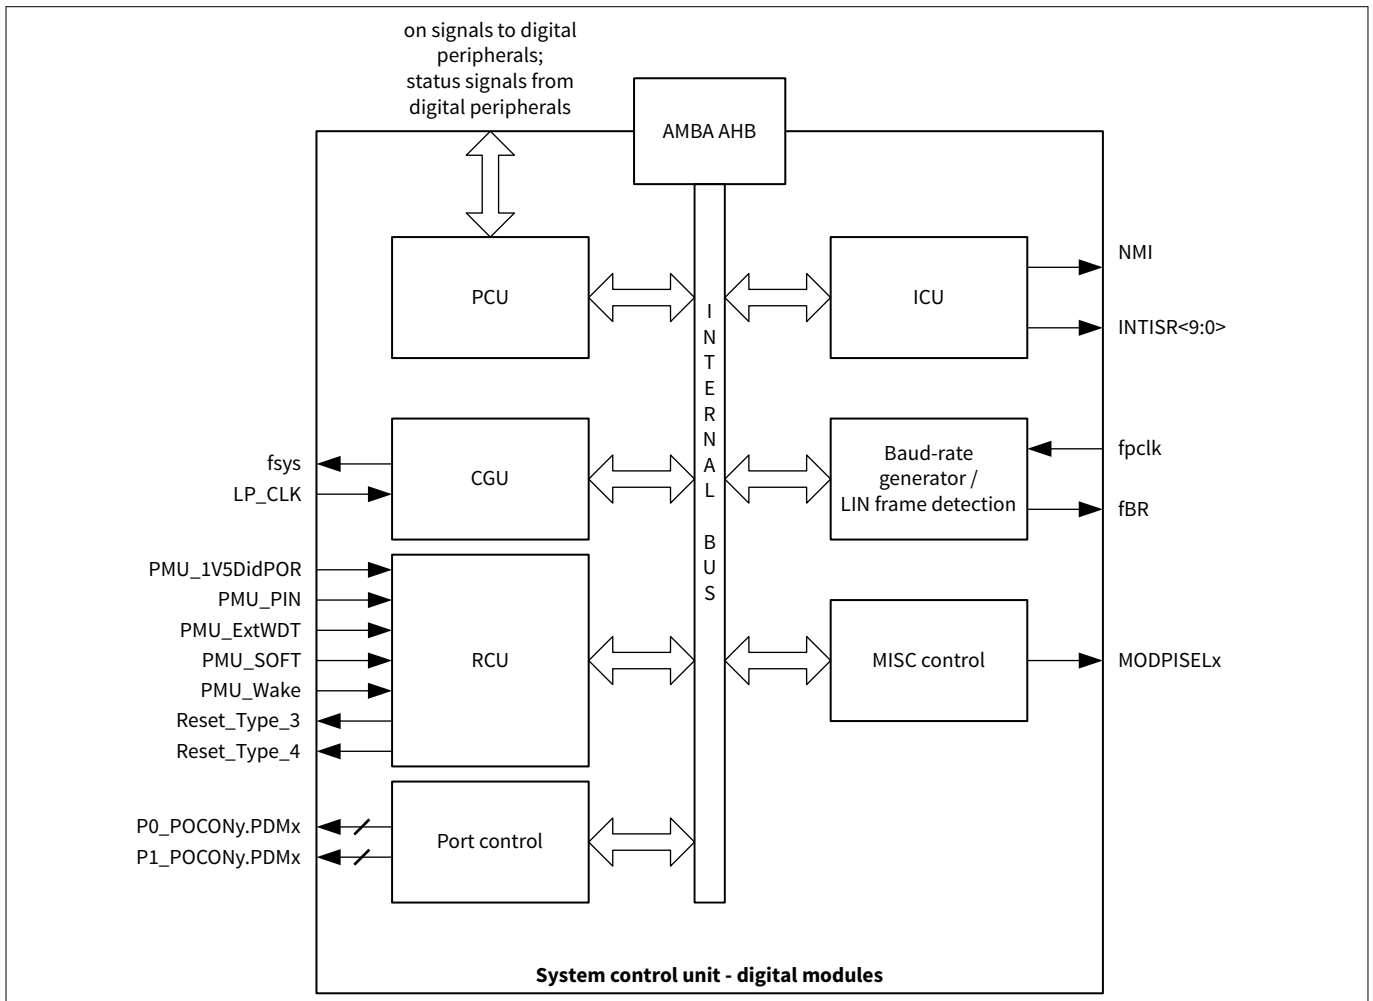 on signals to digital
peripherals;
status signals from
digital peripherals
AMBA AHB
PCU
ICU
NMI
INTISR<9:0>
INTERNAL BUS
fsys
LP_CLK
CGU
Baud-rate
generator /
LIN frame detection
fpclk
fBR
PMU_1V5DidPOR
PMU_PIN
PMU_ExtWDT
PMU_SOFT
PMU_Wake
Reset_Type_3
Reset_Type_4
RCU
MISC control
MODPISELx
P0_POCONy.PDMx
P1_POCONy.PDMx
Port control
System control unit - digital modules